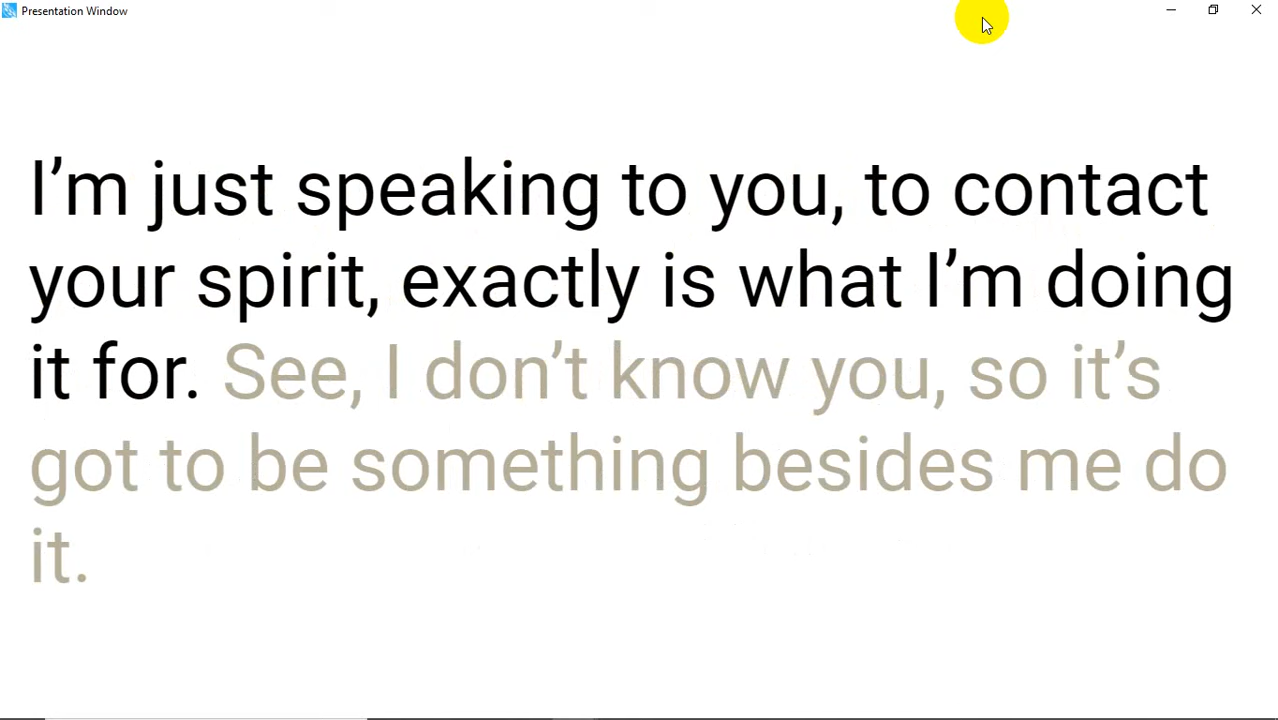 Presentation Window
I’m just speaking to you, to contact
your spirit, exactly is what I’m doing
it for. See, I don’t know you, so it’s
got to be something besides me do
it.